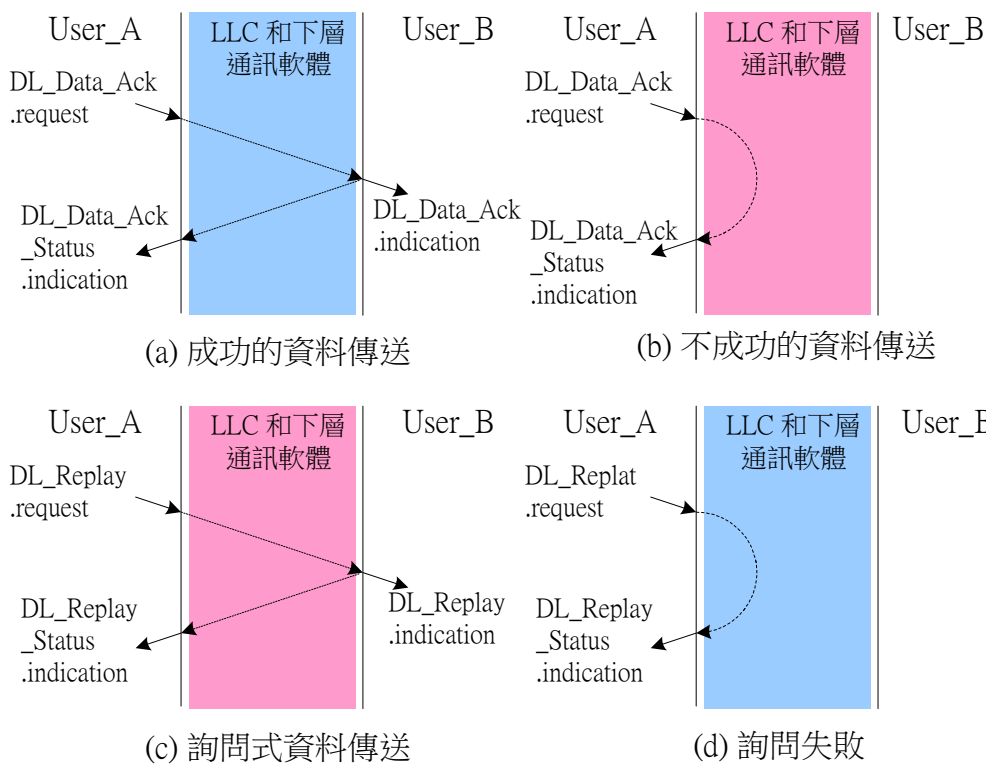 User_A
LLC 和下層
通訊軟體
User_B
DL_Data_Ack
.request
DL_Data_Ack
_Status
.indication
DL_Data_Ack
.indication
(a) 成功的資料傳送
User_A
LLC 和下層
通訊軟體
User_B
DL_Data_Ack
.request
DL_Data_Ack
_Status
.indication
(b) 不成功的資料傳送
User_A
LLC 和下層
通訊軟體
User_B
DL_Replay
.request
DL_Replay
_Status
.indication
DL_Replay
.indication
(c) 詢問式資料傳送
User_A
LLC 和下層
通訊軟體
User_B
DL_Replat
.request
DL_Replay
_Status
.indication
(d) 詢問失敗